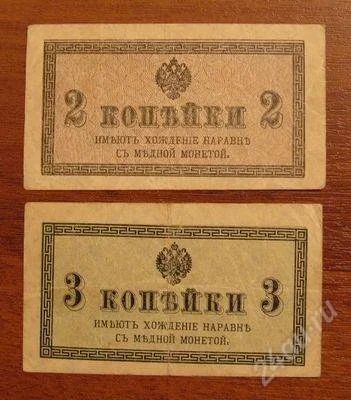 2 КОПѢЙКИ 2
ИМѢЮТЪ ХОЖДЕНІЕ НАРАВНѢ
СЪ МѢДНОЙ МОНЕТОЙ.
3 КОПѢЙКИ 3
ИМѢЮТЪ ХОЖДЕНІЕ НАРАВНѢ
СЪ МѢДНОЙ МОНЕТОЙ.